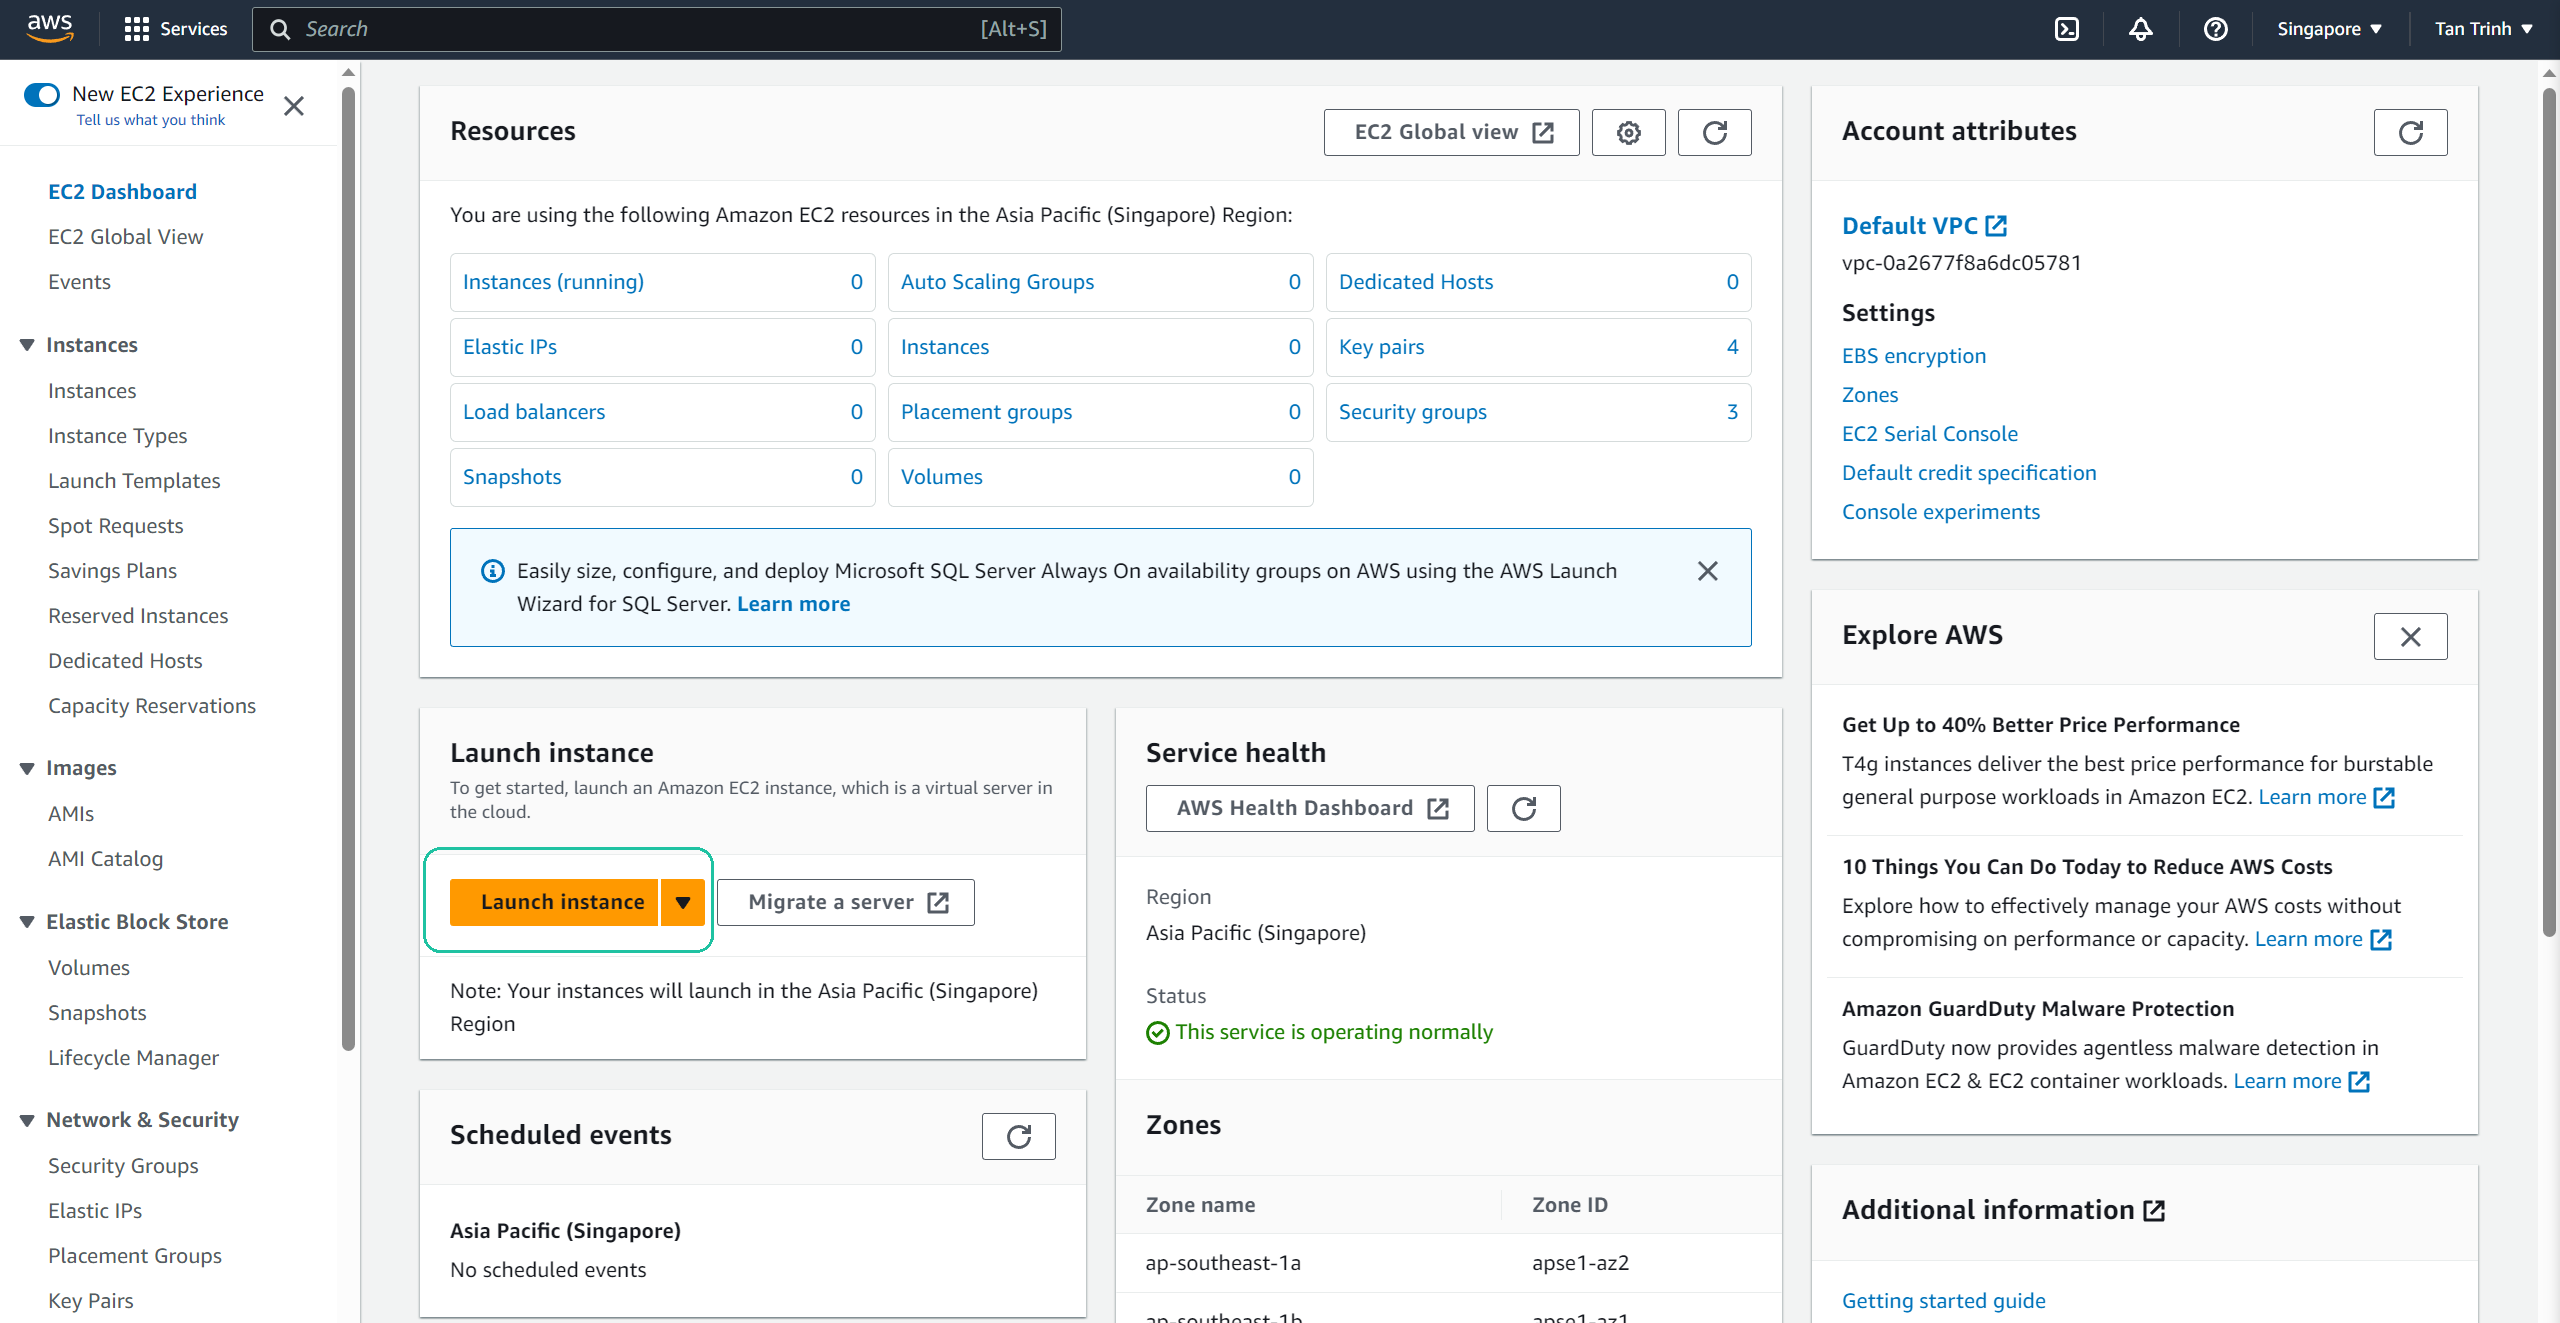 aws
Services
Search
[Alt+S]
Singapore
Tan Trinh
New EC2 Experience
Tell us what you think
EC2 Dashboard
EC2 Global View
Events
Instances
Instances
Instance Types
Launch Templates
Spot Requests
Savings Plans
Reserved Instances
Dedicated Hosts
Capacity Reservations
Images
AMIs
AMI Catalog
Elastic Block Store
Volumes
Snapshots
Lifecycle Manager
Network & Security
Security Groups
Elastic IPs
Placement Groups
Key Pairs
Resources
EC2 Global view
You are using the following Amazon EC2 resources in the Asia Pacific (Singapore) Region:
Instances (running) 0
Auto Scaling Groups 0
Dedicated Hosts 0
Elastic IPs 0
Instances 0
Key pairs 4
Load balancers 0
Placement groups 0
Security groups 3
Snapshots 0
Volumes 0
Easily size, configure, and deploy Microsoft SQL Server Always On availability groups on AWS using the AWS Launch
Wizard for SQL Server. Learn more
Launch instance
To get started, launch an Amazon EC2 instance, which is a virtual server in
the cloud.
Launch instance
Migrate a server
Note: Your instances will launch in the Asia Pacific (Singapore)
Region
Scheduled events
Asia Pacific (Singapore)
No scheduled events
Service health
AWS Health Dashboard
Region
Asia Pacific (Singapore)
Status
This service is operating normally
Zones
Zone name
Zone ID
ap-southeast-1a
apse1-az2
ap-southeast-1b
apse1-az1
Account attributes
Default VPC
vpc-0a2677f8a6dc05781
Settings
EBS encryption
Zones
EC2 Serial Console
Default credit specification
Console experiments
Explore AWS
Get Up to 40% Better Price Performance
T4g instances deliver the best price performance for burstable
general purpose workloads in Amazon EC2. Learn more
10 Things You Can Do Today to Reduce AWS Costs
Explore how to effectively manage your AWS costs without
compromising on performance or capacity. Learn more
Amazon GuardDuty Malware Protection
GuardDuty now provides agentless malware detection in
Amazon EC2 & EC2 container workloads. Learn more
Additional information
Getting started guide